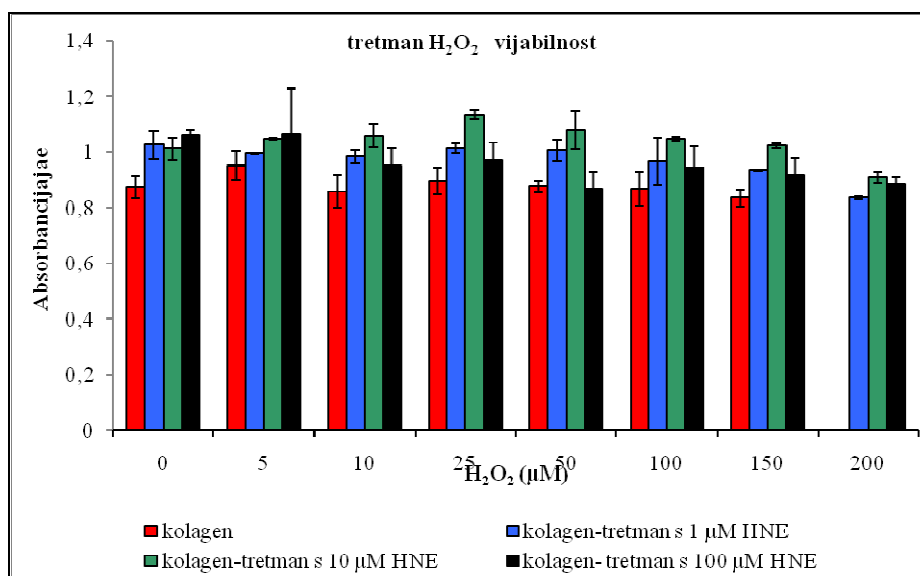 tretman H₂O₂ vijabilnost
1,4
1,2
1
0,8
0,6
0,4
0,2
0
Absorbancijajae
0 5 10 25 50 100 150 200
H₂O₂ (µM)
kolagen kolagen-tretman s 1 µM HNE
kolagen-tretman s 10 µM HNE kolagen- tretman s 100 µM HNE